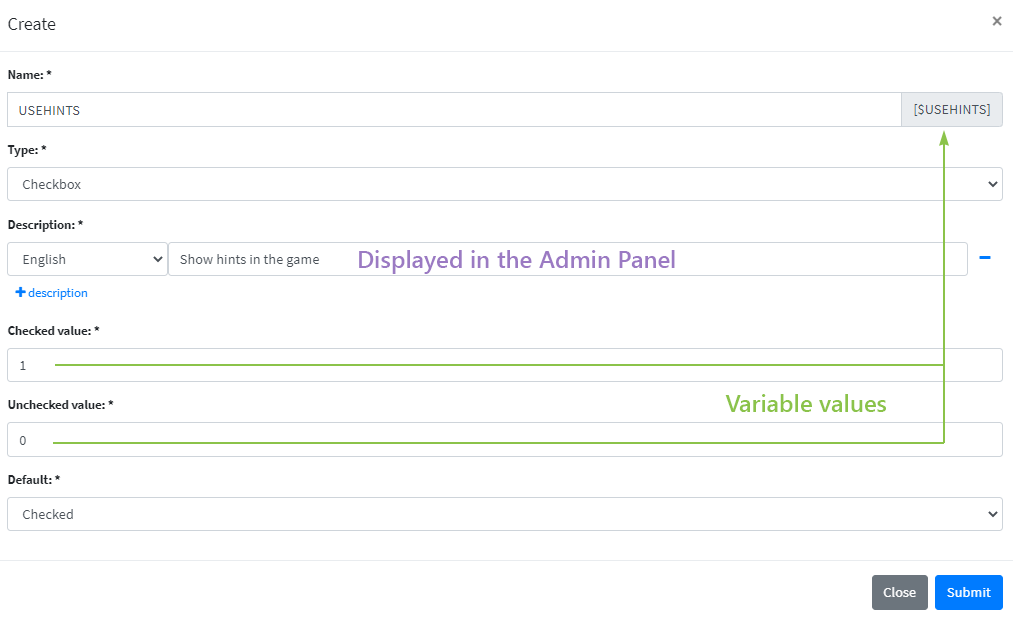 Create
×
Name: *
USEHINTS
[$USEHINTS]
Type: *
Checkbox
Description: *
English
Show hints in the game
Displayed in the Admin Panel
+ description
Checked value: *
1
Unchecked value: *
Variable values
0
Default: *
Checked
Close
Submit